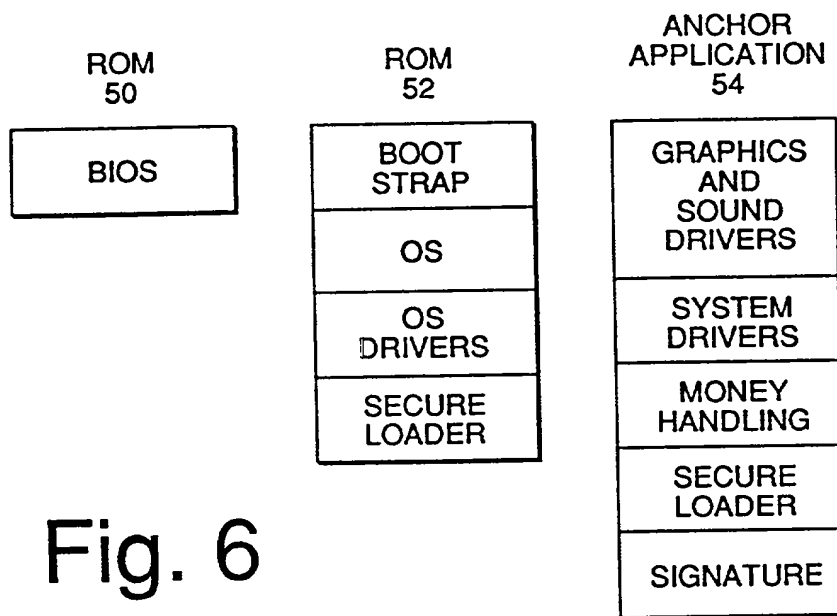 ROM
50
BIOS
ROM
52
BOOT
STRAP
OS
OS
DRIVERS
SECURE
LOADER
ANCHOR
APPLICATION
54
GRAPHICS
AND
SOUND
DRIVERS
SYSTEM
DRIVERS
MONEY
HANDLING
SECURE
LOADER
SIGNATURE
Fig. 6